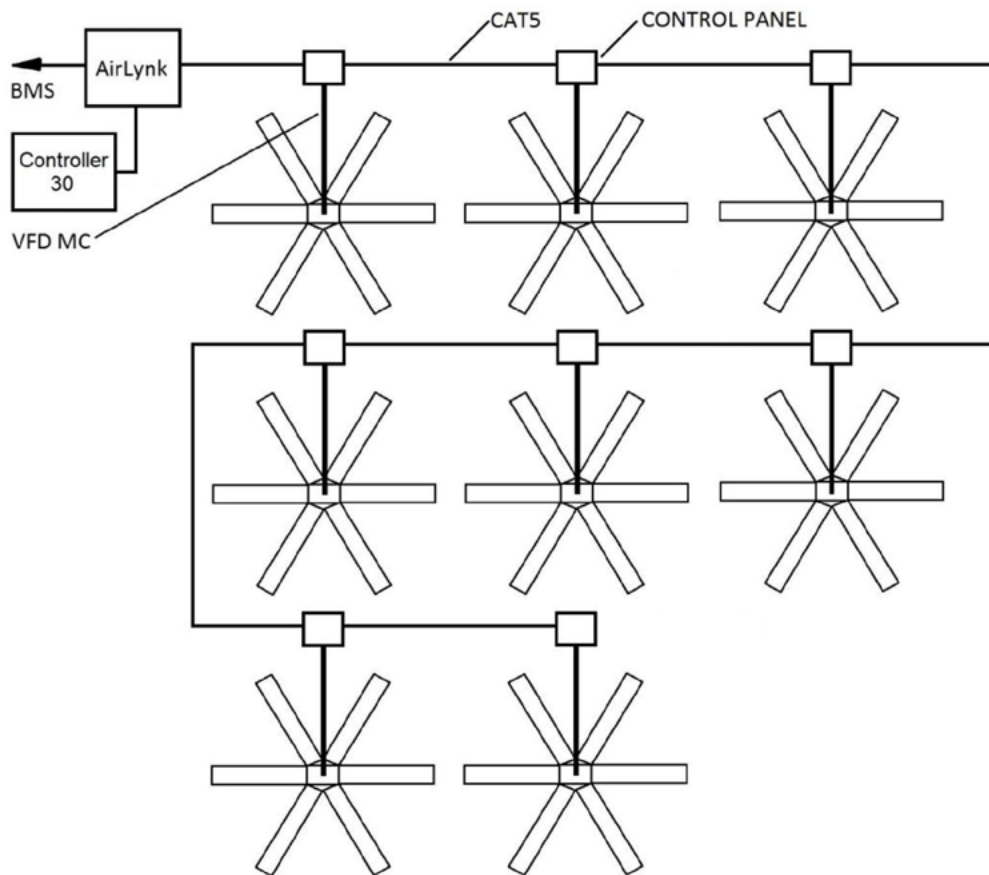 CAT5
CONTROL PANEL
AirLynk
BMS
Controller
30
VFD MC